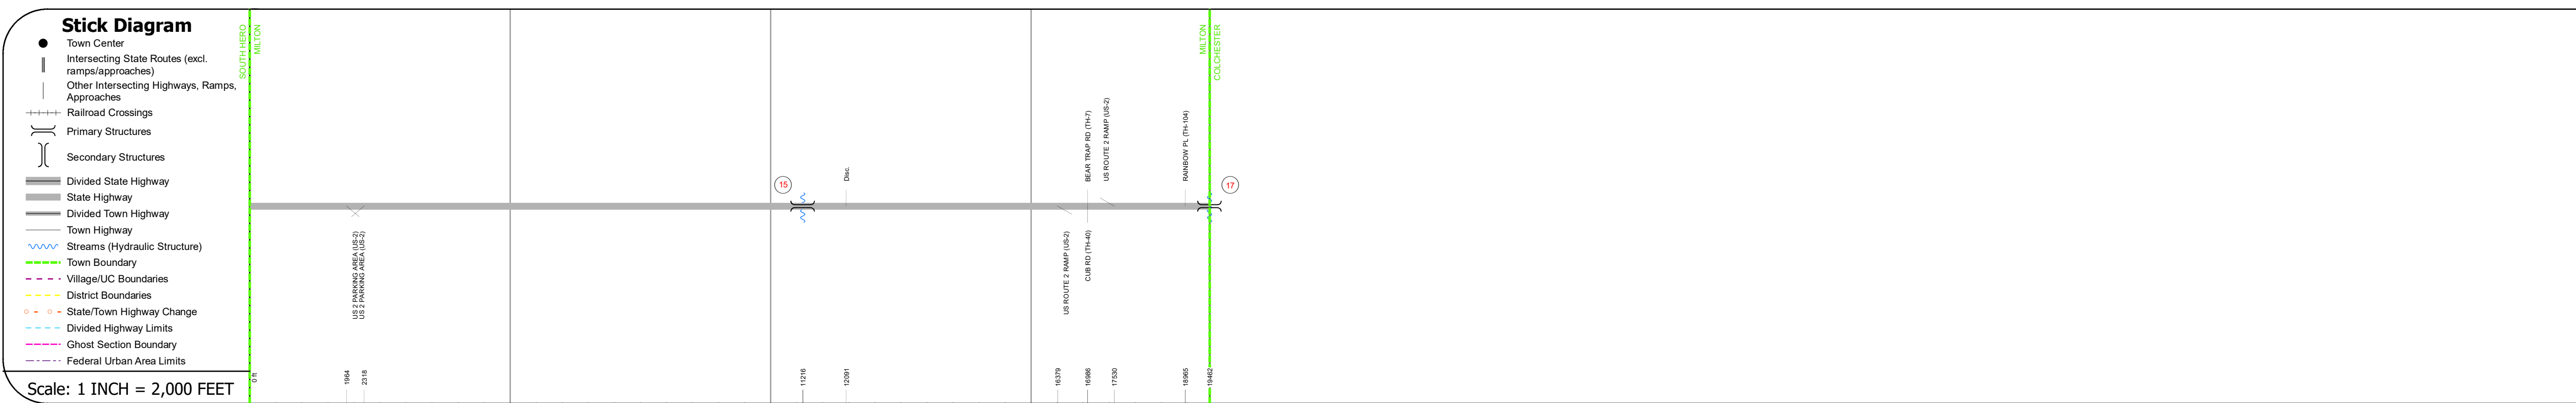 Stick Diagram
Town Center
Intersecting State Routes (excl.
ramps/approaches)
Other Intersecting Highways, Ramps,
Approaches
Railroad Crossings
Primary Structures
Secondary Structures
Divided State Highway
State Highway
Divided Town Highway
Town Highway
Streams (Hydraulic Structure)
Town Boundary
Village/UC Boundaries
District Boundaries
State/Town Highway Change
Divided Highway Limits
Ghost Section Boundary
Federal Urban Area Limits
Scale: 1 INCH = 2,000 FEET
SOUTH HERO
MILTON
MILTON
COLCHESTER
15
Disc.
BEAR TRAP RD (TH-7)
US ROUTE 2 RAMP (US-2)
RAINBOW PL (TH-104)
17
US 2 PARKING AREA (US-2)
US 2 PARKING AREA (US-2)
US ROUTE 2 RAMP (US-2)
CUB RD (TH-40)
0 ft
1964
2318
11216
12091
16379
16986
17530
18965
19462